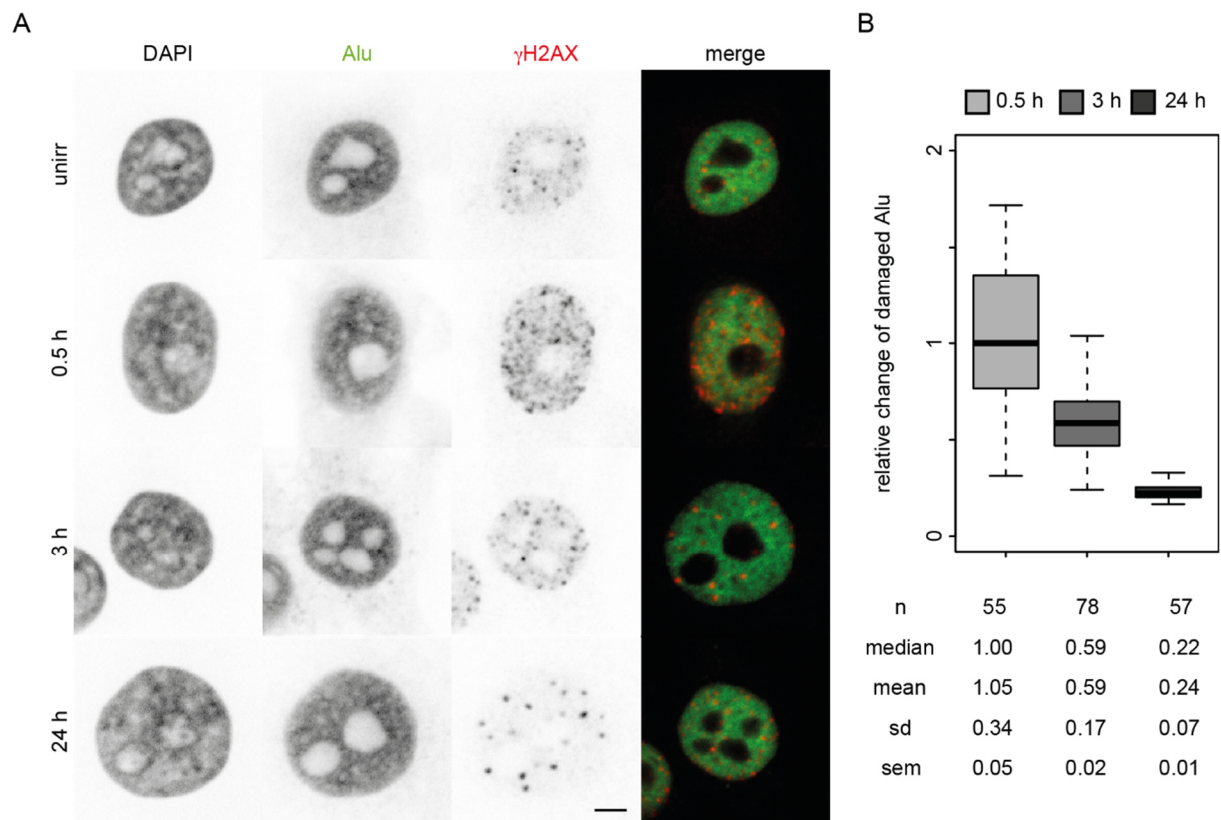 A
DAPI Alu γH2AX merge
unirr
0.5 h
3 h
24 h
B
0.5 h 3 h 24 h
relative change of damaged Alu
2
1
0
n 55 78 57
median 1.00 0.59 0.22
mean 1.05 0.59 0.24
sd 0.34 0.17 0.07
sem 0.05 0.02 0.01